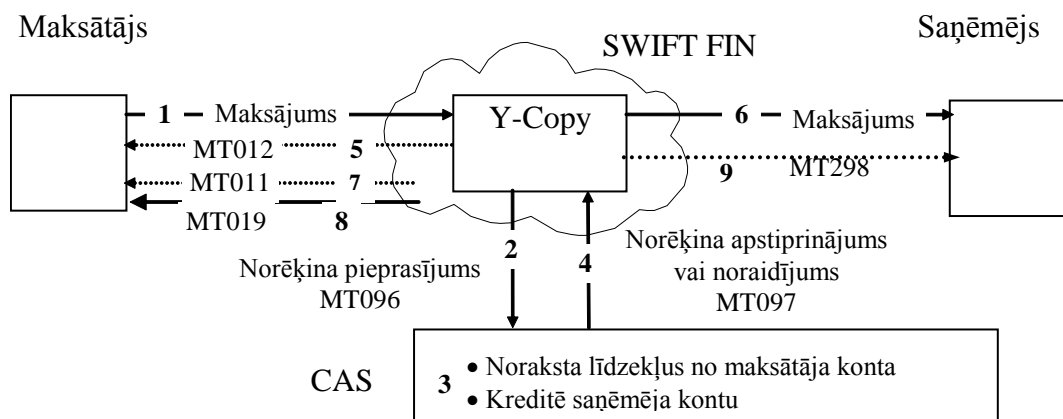 Maksātājs
SWIFT FIN
Saņēmējs
1 Maksājums
Y-Copy
6 Maksājums
MT012 5
MT011 7
MT298
9
MT019 8
2
4
Norēķina pieprasījums
MT096
Norēķina apstiprinājums
vai noraidījums
MT097
CAS
3
• Noraksta līdzekļus no maksātāja konta
• Kreditē saņēmēja kontu